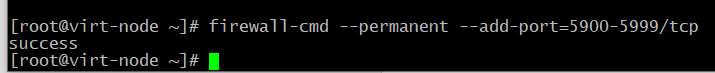 [root@virt-node ~]# firewall-cmd --permanent --add-port=5900-5999/tcp
success
[root@virt-node ~]#